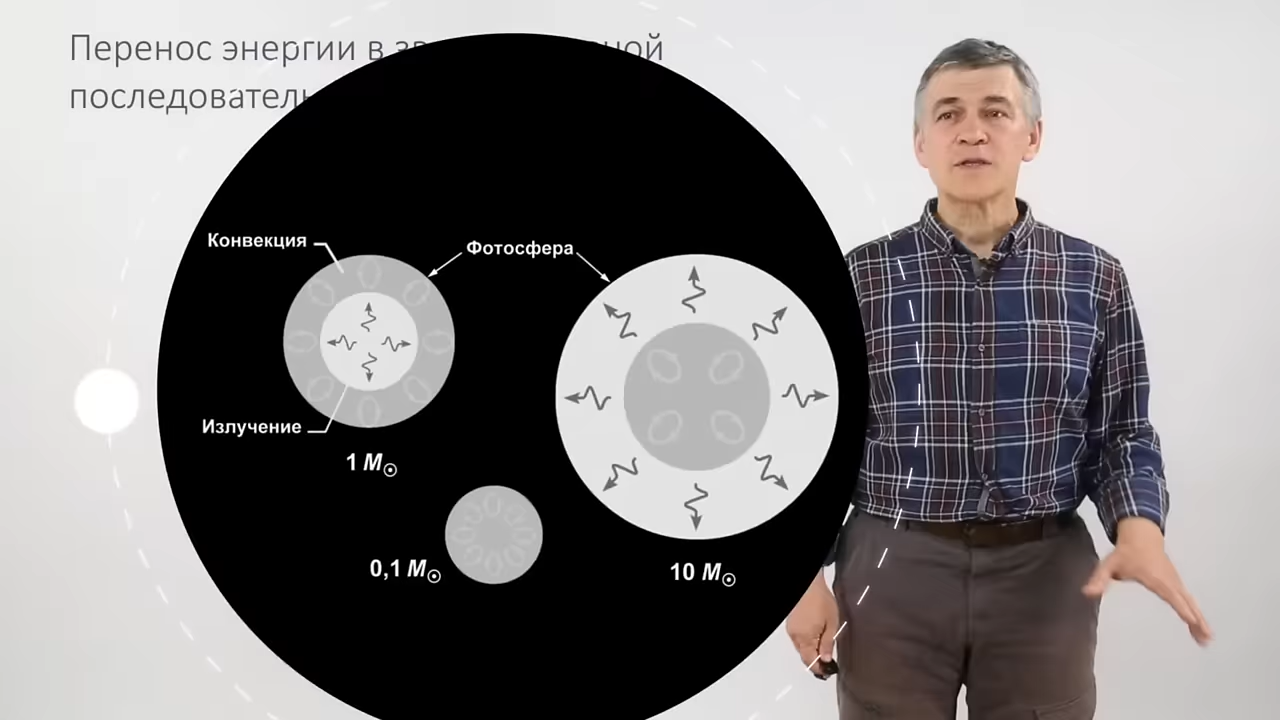 Перенос энергии в
последователь
Конвекция
Фотосфера
Излучение
1 M☉
0,1 M☉
10 M☉